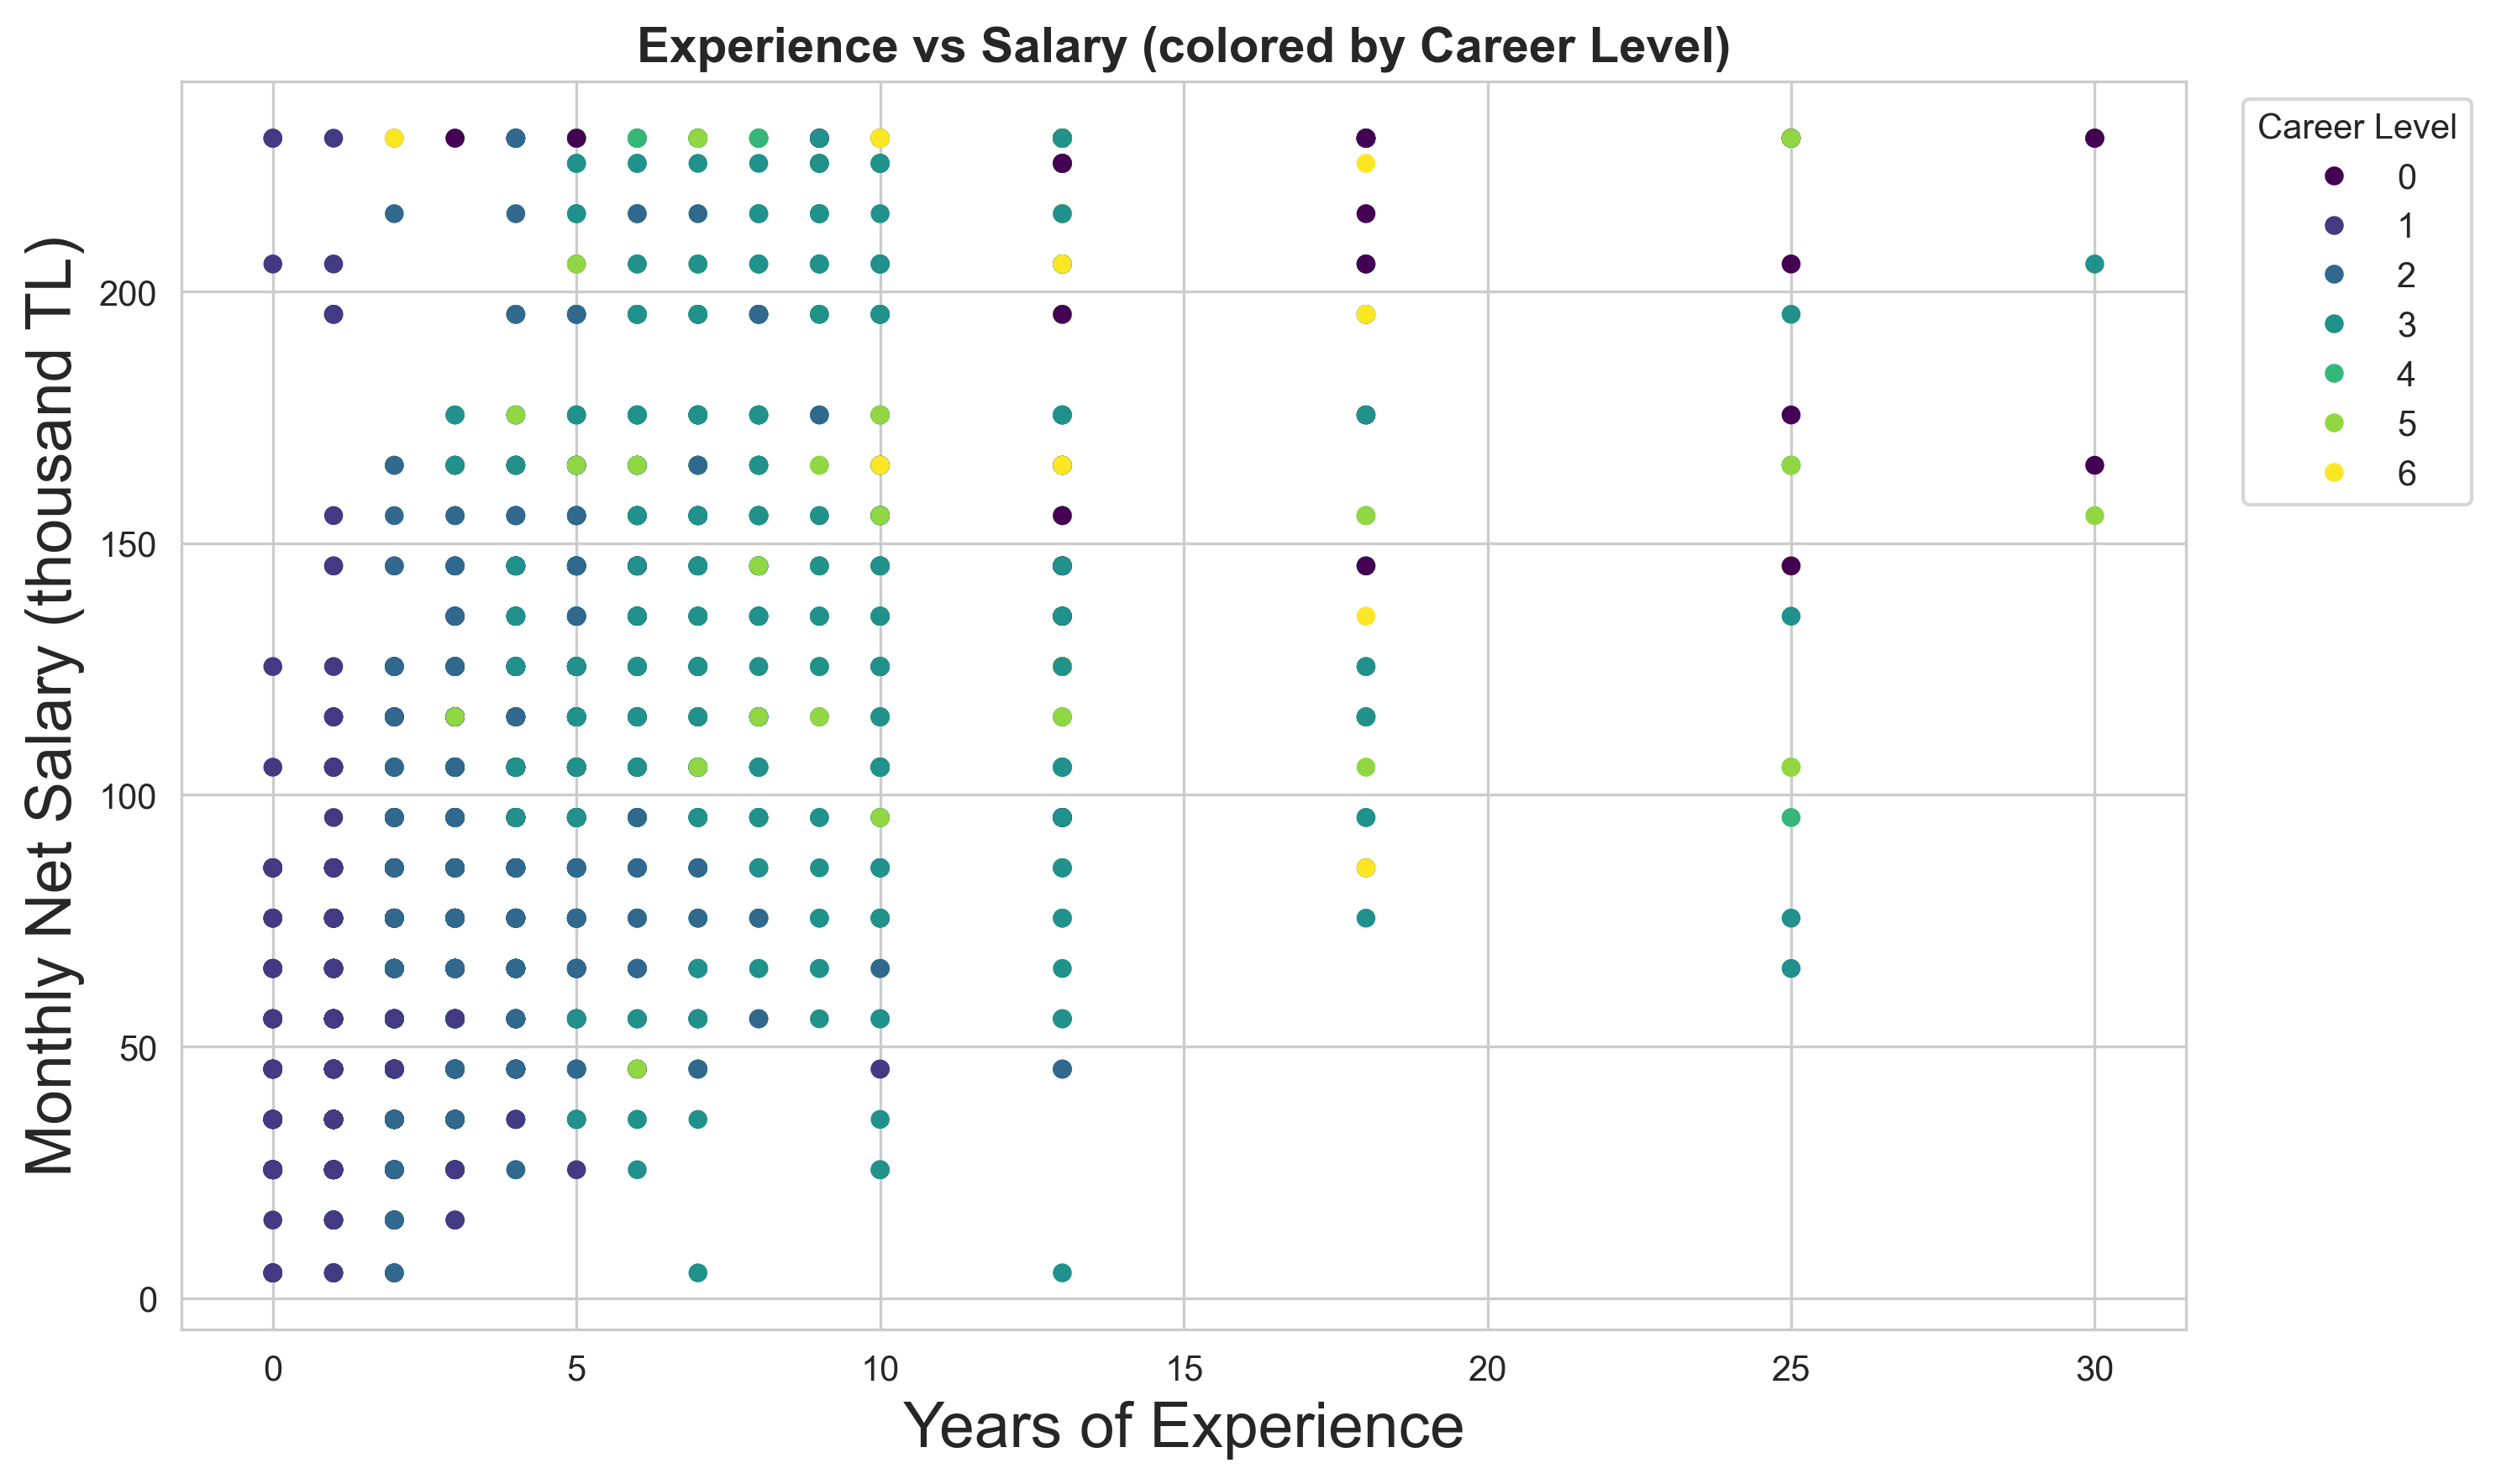 Experience vs Salary (colored by Career Level)
Monthly Net Salary (thousand TL)
200
150
100
50
0
0 5 10 15 20 25 30
Years of Experience
Career Level
0
1
2
3
4
5
6